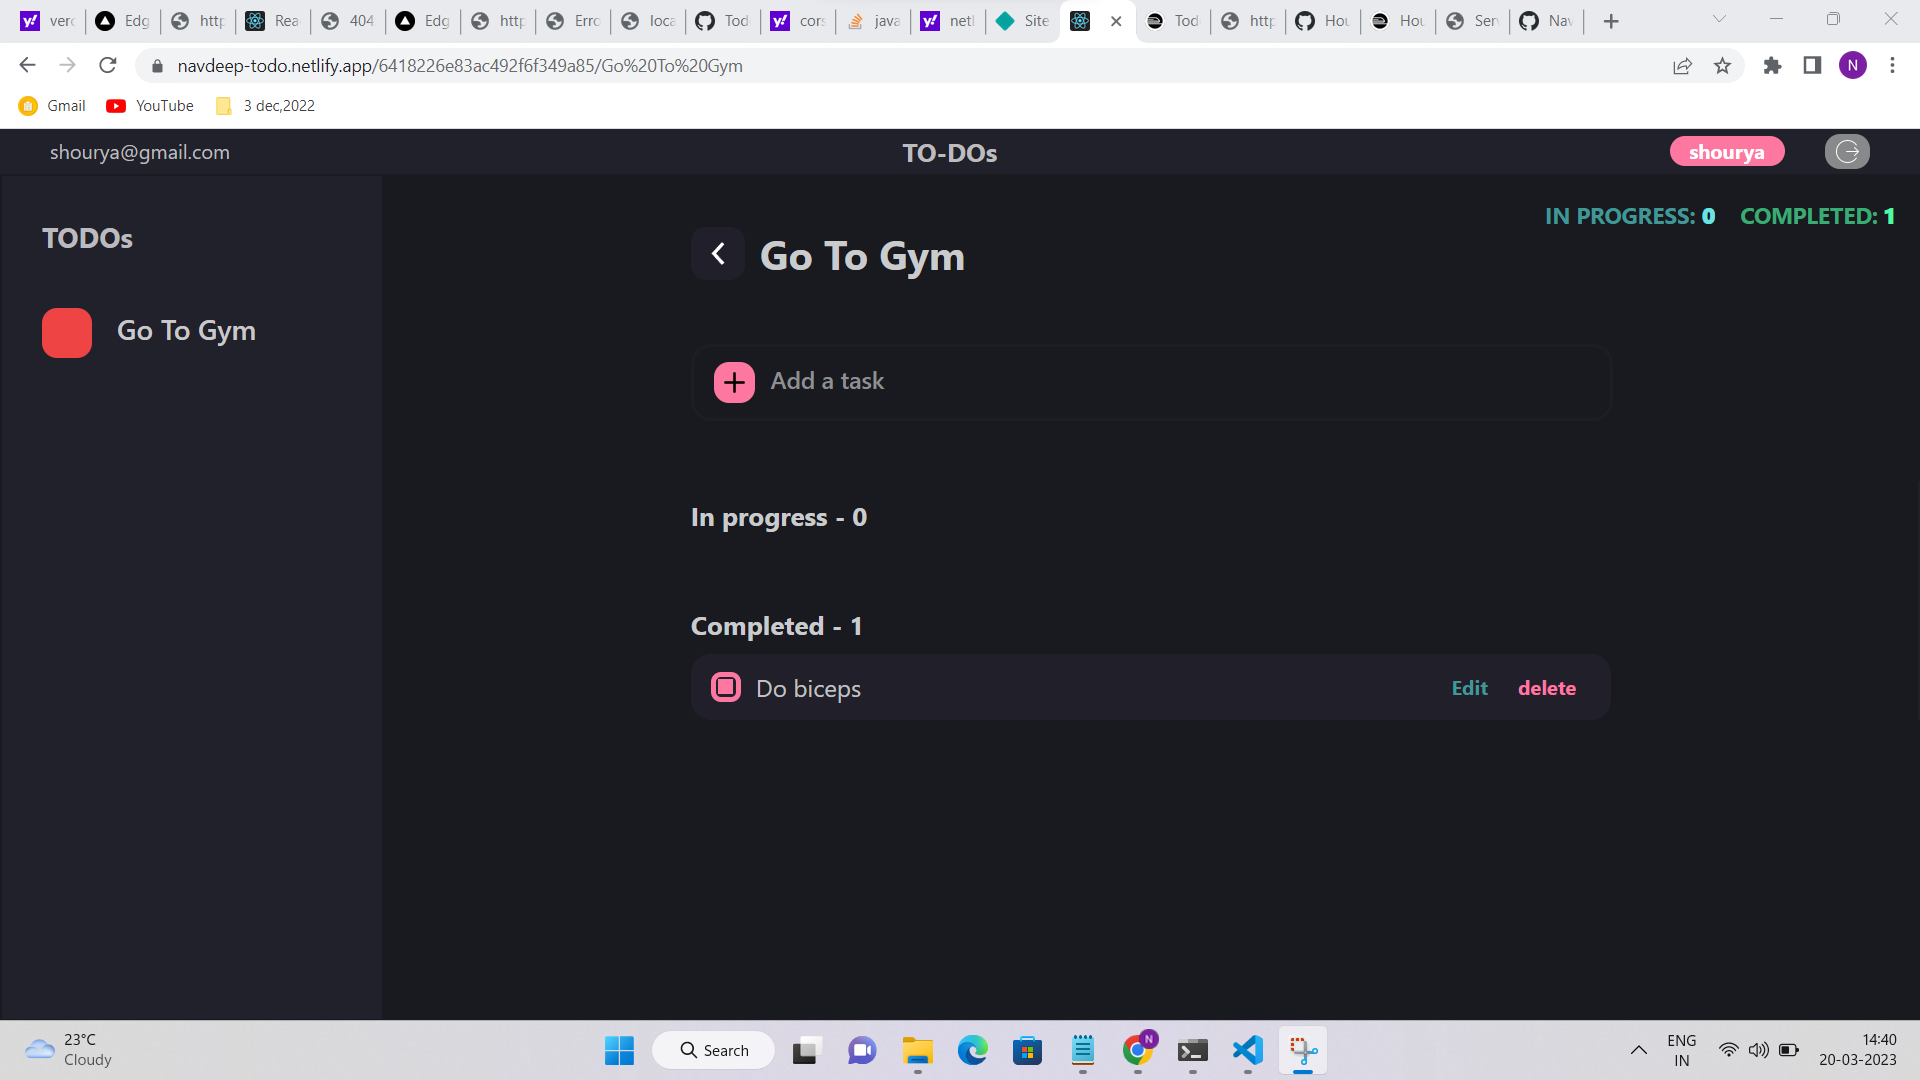 verc Edg http Rea 404 Edg http Erro loca Tod cors java netl Site Tod http Hou Hou Serv Nav
navdeep-todo.netlify.app/6418226e83ac492f6f349a85/Go%20To%20Gym
N
Gmail YouTube 3 dec,2022
shourya@gmail.com TO-DOs shourya
IN PROGRESS: 0 COMPLETED: 1
TODOs
Go To Gym
Go To Gym
Add a task
In progress - 0
Completed - 1
Do biceps Edit delete
23°C
Cloudy
Search
N
ENG
IN
14:40
20-03-2023